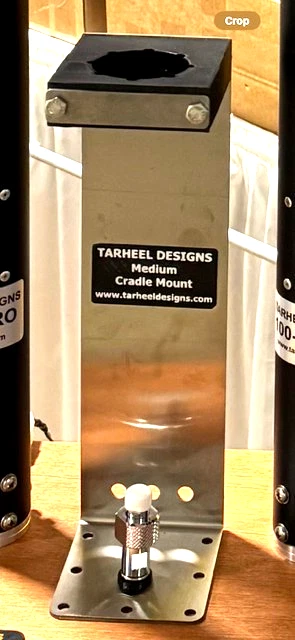 Crop
TARHEEL DESIGNS
Medium
Cradle Mount
www.tarheeldesigns.com